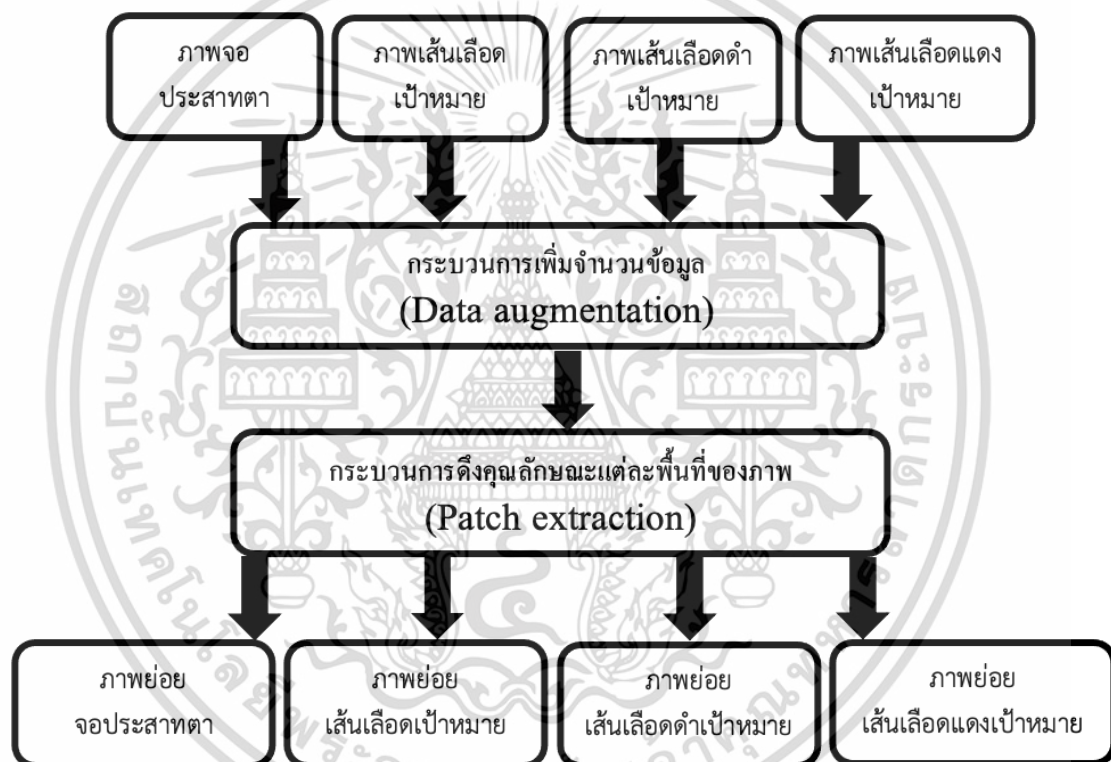 ภาพจอ
ประสาทตา
ภาพเส้นเลือด
เป้าหมาย
ภาพเส้นเลือดดำ
เป้าหมาย
ภาพเส้นเลือดแดง
เป้าหมาย
กระบวนการเพิ่มจำนวนข้อมูล
(Data augmentation)
กระบวนการดึงคุณลักษณะแต่ละพื้นที่ของภาพ
(Patch extraction)
ภาพย่อย
จอประสาทตา
ภาพย่อย
เส้นเลือดเป้าหมาย
ภาพย่อย
เส้นเลือดดำเป้าหมาย
ภาพย่อย
เส้นเลือดแดงเป้าหมาย